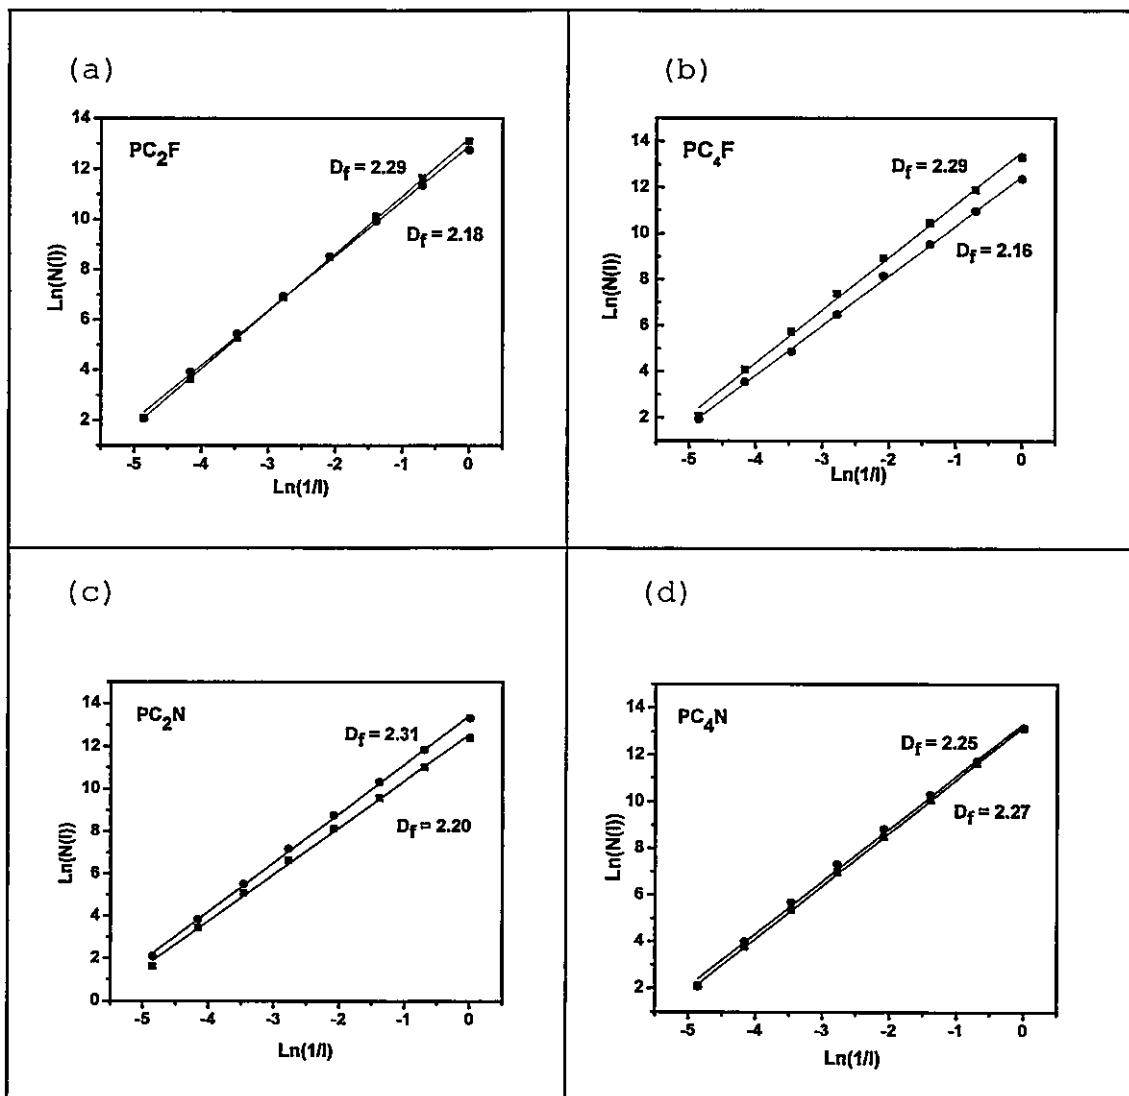 (a)
PC2F
Df = 2.29
Df = 2.18
Ln(N(l))
14
12
10
8
6
4
2
-5 -4 -3 -2 -1 0
Ln(1/l)
(b)
PC4F
Df = 2.29
Df = 2.16
Ln(N(l))
14
12
10
8
6
4
2
-5 -4 -3 -2 -1 0
Ln(1/l)
(c)
PC2N
Df = 2.31
Df = 2.20
Ln(N(l))
14
12
10
8
6
4
2
0
-5 -4 -3 -2 -1 0
Ln(1/l)
(d)
PC4N
Df = 2.25
Df = 2.27
Ln(N(l))
14
12
10
8
6
4
2
-5 -4 -3 -2 -1 0
Ln(1/l)